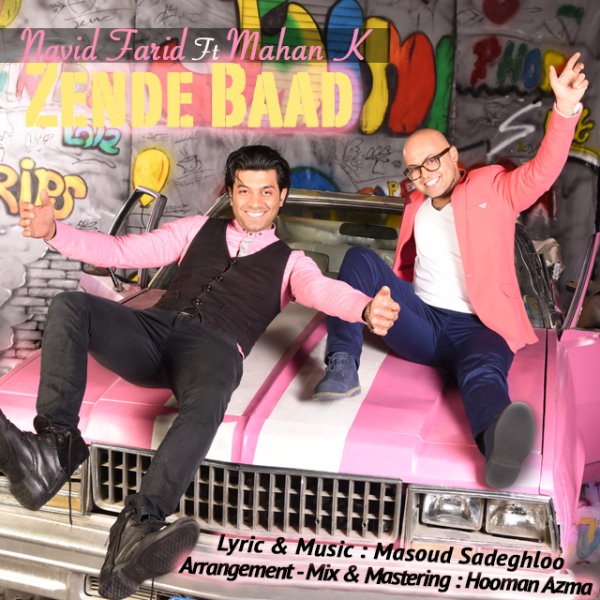 Navid Farid Ft Mahan K
ZENDE BAAD
Lyric & Music : Masoud Sadeghloo
Arrangement - Mix & Mastering : Hooman Azma